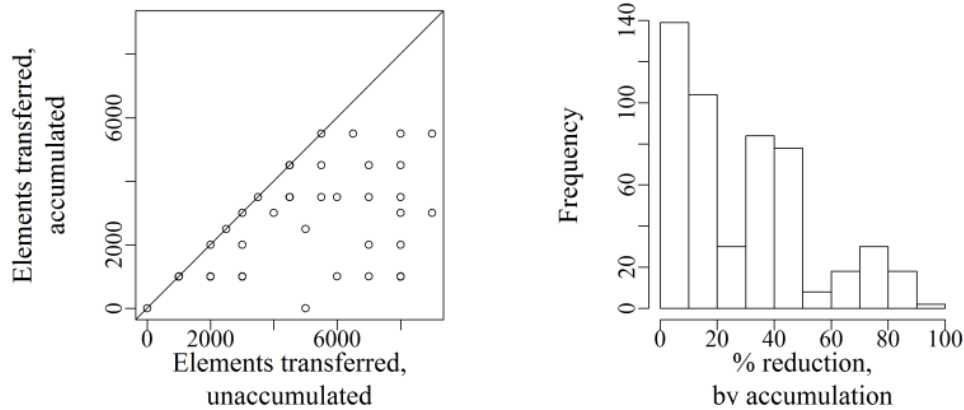 Elements transferred,
accumulated
6000
2000
0
0 2000 6000
Elements transferred,
unaccumulated
Frequency
140
100
60
20
0
0 20 40 60 80 100
% reduction,
by accumulation